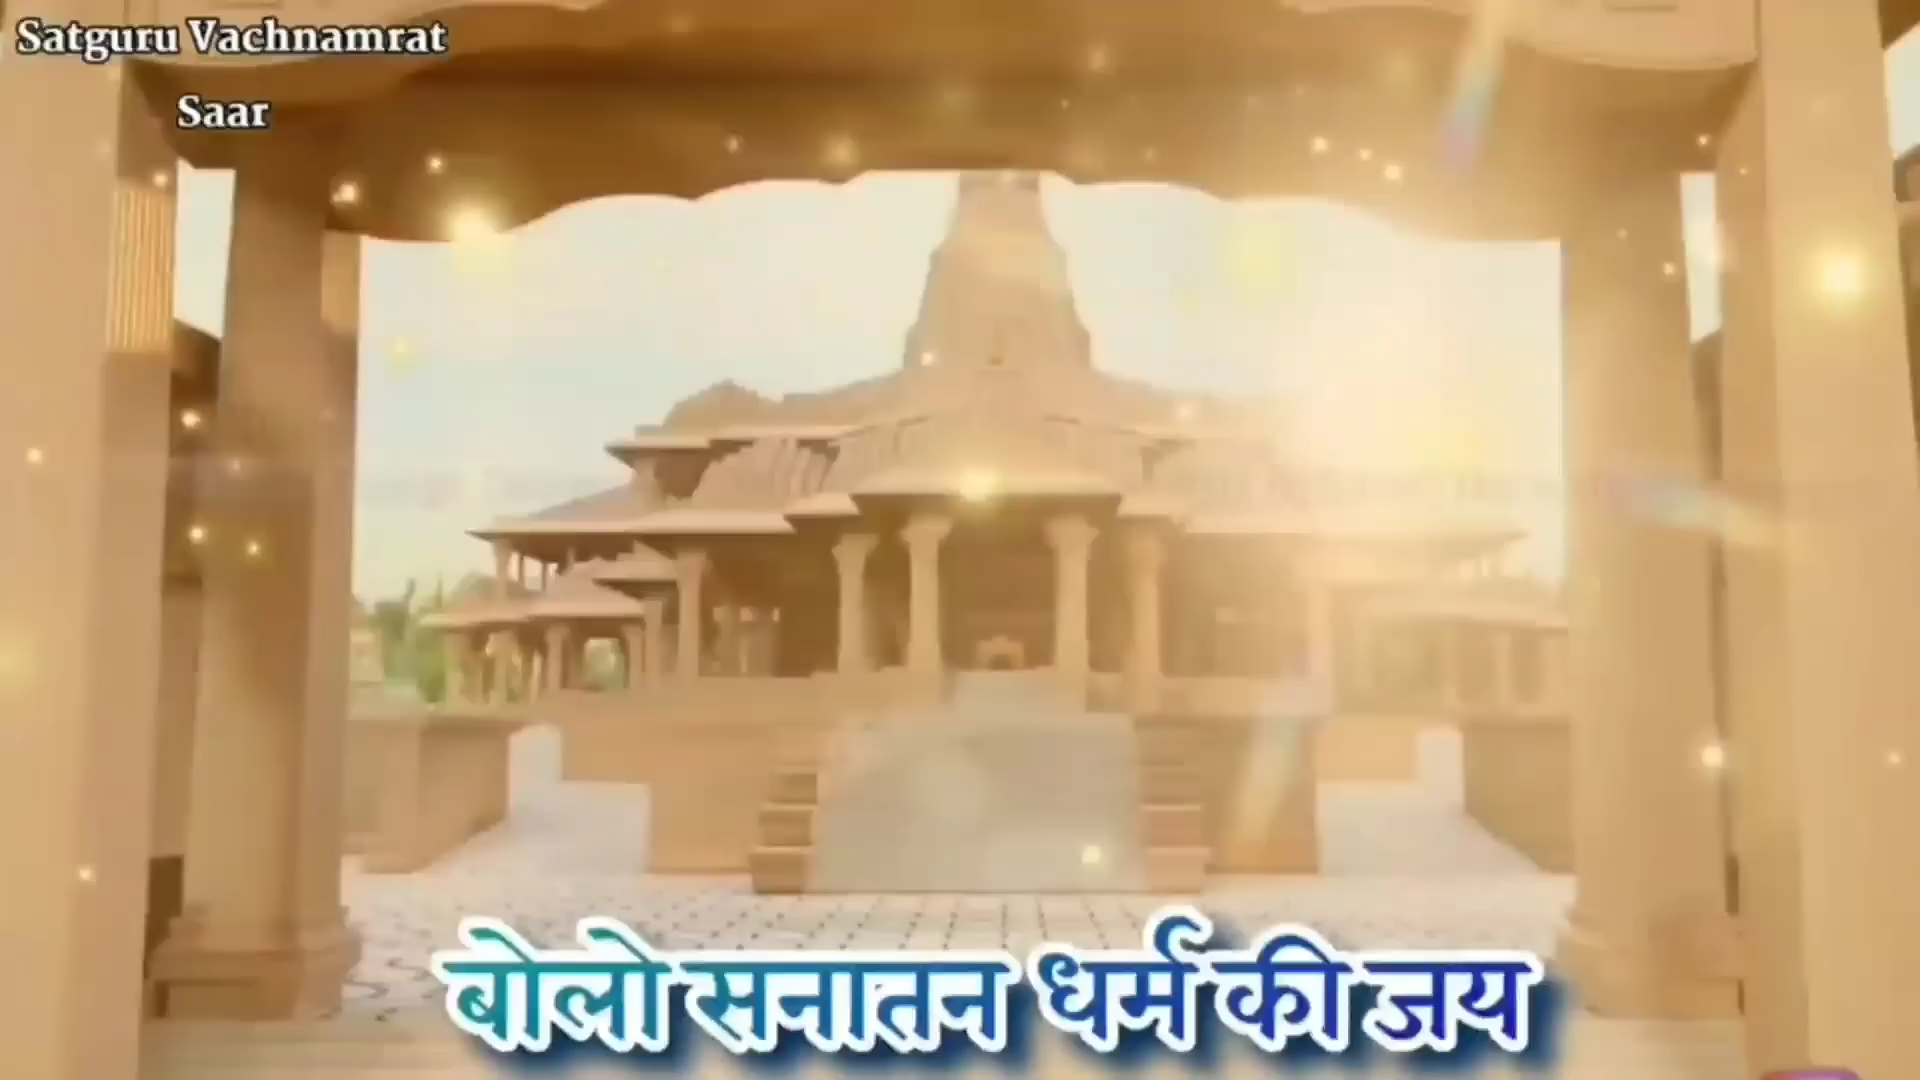 Satguru Vachnamrat
Saar
बोलो सनातन धर्म की जय